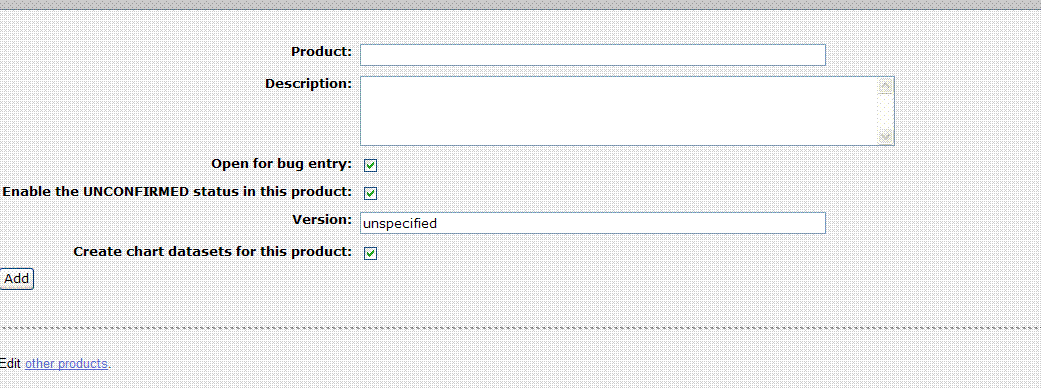 Product:
Description:
Open for bug entry:
Enable the UNCONFIRMED status in this product:
Version: unspecified
Create chart datasets for this product:
Add
Edit other products.